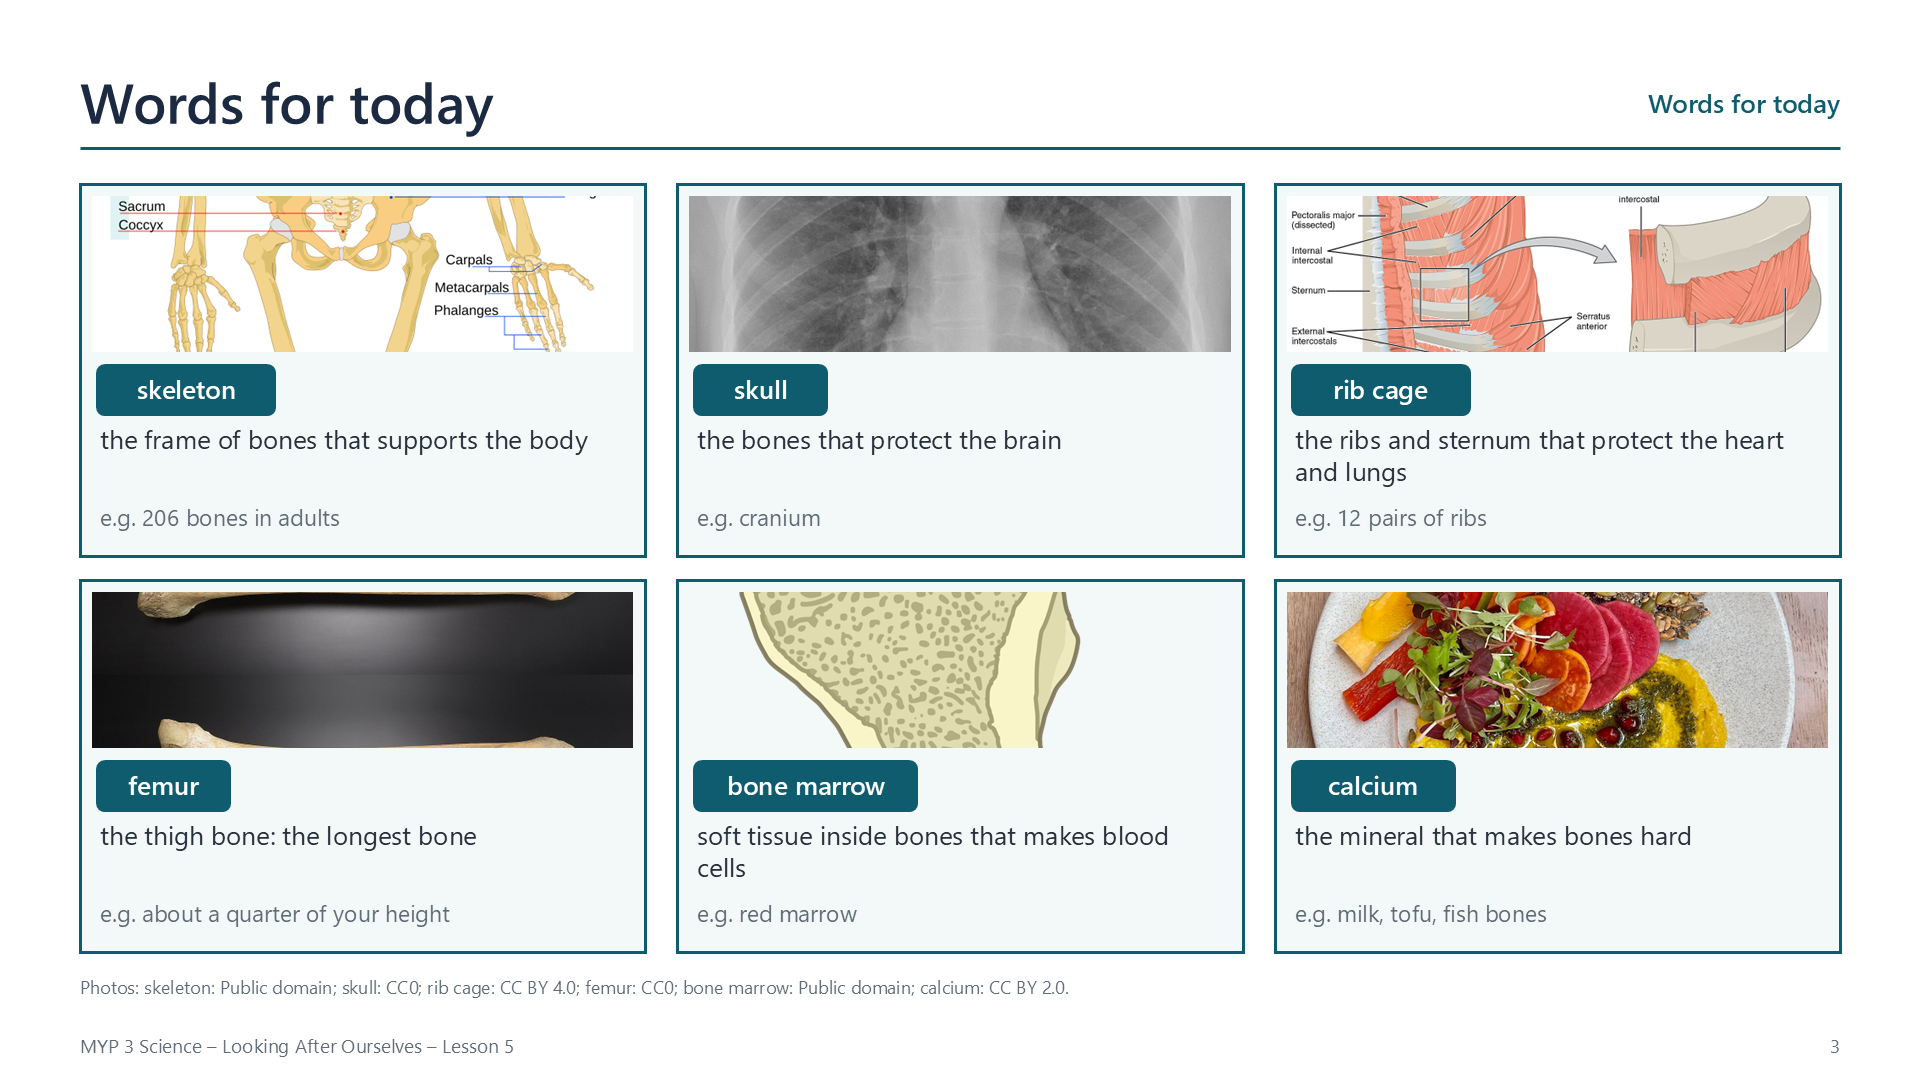 Words for today
Words for today
Sacrum
Coccyx
Carpals
Metacarpals
Phalanges
skeleton
the frame of bones that supports the body
e.g. 206 bones in adults
skull
the bones that protect the brain
e.g. cranium
intercostal
Pectoralis major
(dissected)
Internal
intercostal
Sternum
External
intercostals
Serratus
anterior
rib cage
the ribs and sternum that protect the heart
and lungs
e.g. 12 pairs of ribs
femur
the thigh bone: the longest bone
e.g. about a quarter of your height
bone marrow
soft tissue inside bones that makes blood
cells
e.g. red marrow
calcium
the mineral that makes bones hard
e.g. milk, tofu, fish bones
Photos: skeleton: Public domain; skull: CC0; rib cage: CC BY 4.0; femur: CC0; bone marrow: Public domain; calcium: CC BY 2.0.
MYP 3 Science – Looking After Ourselves – Lesson 5
3